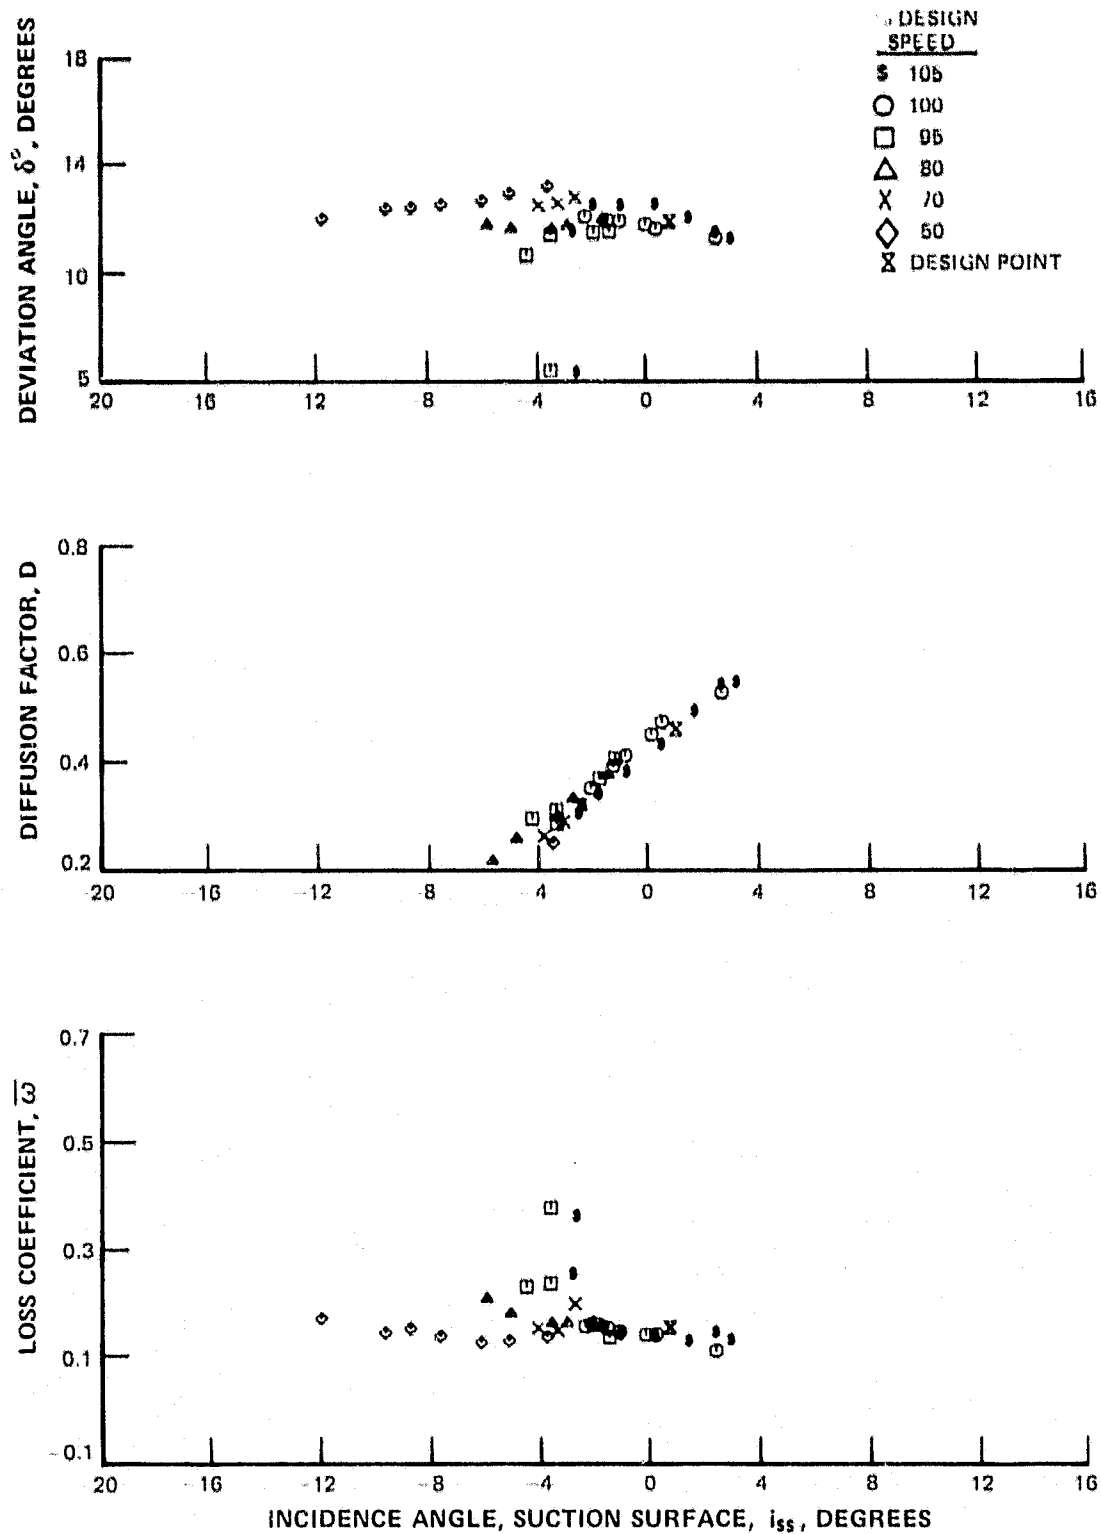 DESIGN
SPEED
$ 105
○ 100
□ 95
△ 80
X 70
◇ 50
DESIGN POINT
DEVIATION ANGLE, δ°, DEGREES
18
14
10
5
20 16 12 -8 -4 0 4 8 12 16
DIFFUSION FACTOR, D
0.8
0.6
0.4
0.2
20 -16 -12 -8 -4 0 4 8 12 16
LOSS COEFFICIENT, ω̅
0.7
0.5
0.3
0.1
-0.1
20 -16 -12 -8 -4 0 4 8 12 16
INCIDENCE ANGLE, SUCTION SURFACE, iss, DEGREES